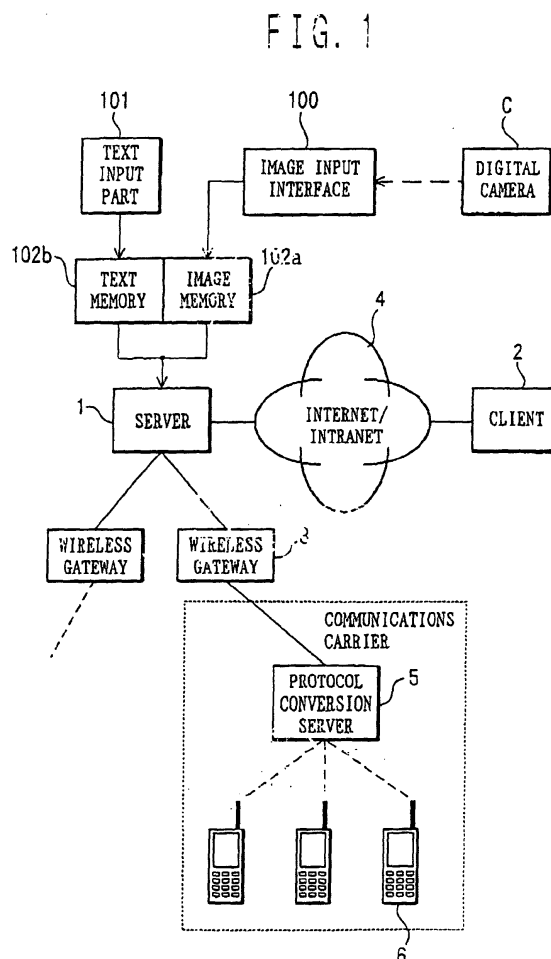 FIG. 1
101
100
C
TEXT
INPUT
PART
IMAGE INPUT
INTERFACE
DIGITAL
CAMERA
102b
TEXT
MEMORY
IMAGE
MEMORY
102a
4
2
1
SERVER
INTERNET/
INTRANET
CLIENT
WIRELESS
GATEWAY
WIRELESS
GATEWAY
3
COMMUNICATIONS
CARRIER
PROTOCOL
CONVERSION
SERVER
5
6